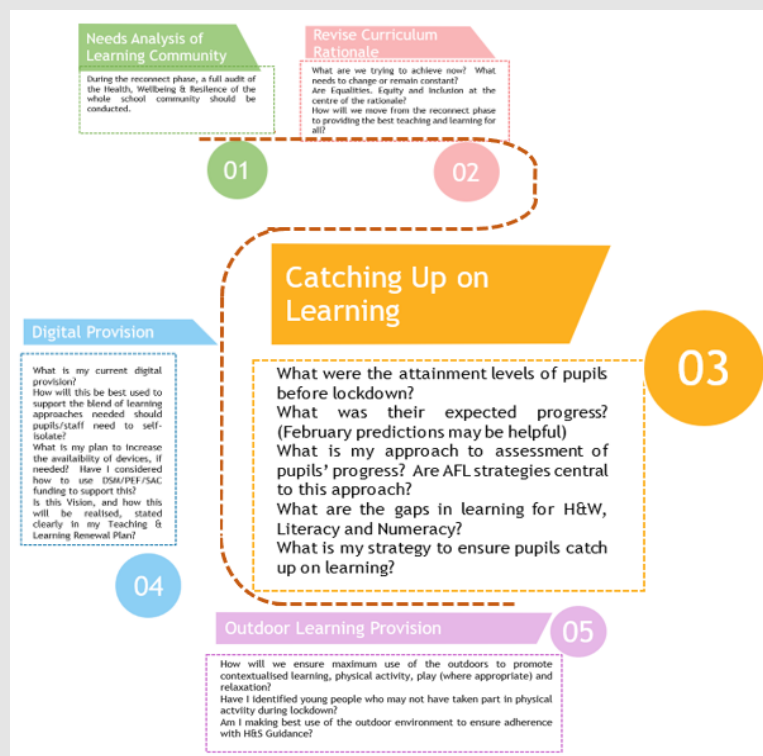 Needs Analysis of
Learning Community
During the reconnect phase, a full audit of
the Health, Wellbeing & Resilence of the
whole school community should be
conducted.
01
Revise Curriculum
Rationale
What are we trying to achieve now? What
needs to change or remain constant?
Are Equalities. Equity and Inclusion at the
centre of the rationale?
How will we move from the reconnect phase
to providing the best teaching and learning for
all?
02
Catching Up on
Learning
03
What were the attainment levels of pupils
before lockdown?
What was their expected progress?
(February predictions may be helpful)
What is my approach to assessment of
pupils' progress? Are AFL strategies central
to this approach?
What are the gaps in learning for H&W,
Literacy and Numeracy?
What is my strategy to ensure pupils catch
up on learning?
Digital Provision
What is my current digital
provision?
How will this be best used to
support the blend of learning
approaches needed should
pupils/staff need to self-
isolate?
What is my plan to increase
the availability of devices, if
needed? Have I considered
how to use DSM/PEF/SAC
funding to support this?
Is this Vision, and how this
will be realised, stated
clearly in my Teaching &
Learning Renewal Plan?
04
Outdoor Learning Provision
05
How will we ensure maximum use of the outdoors to promote
contextualised learning, physical activity, play (where appropriate) and
relaxation?
Have I identified young people who may not have taken part in physical
actviity during lockdown?
Am I making best use of the outdoor environment to ensure adherence
with H&S Guidance?